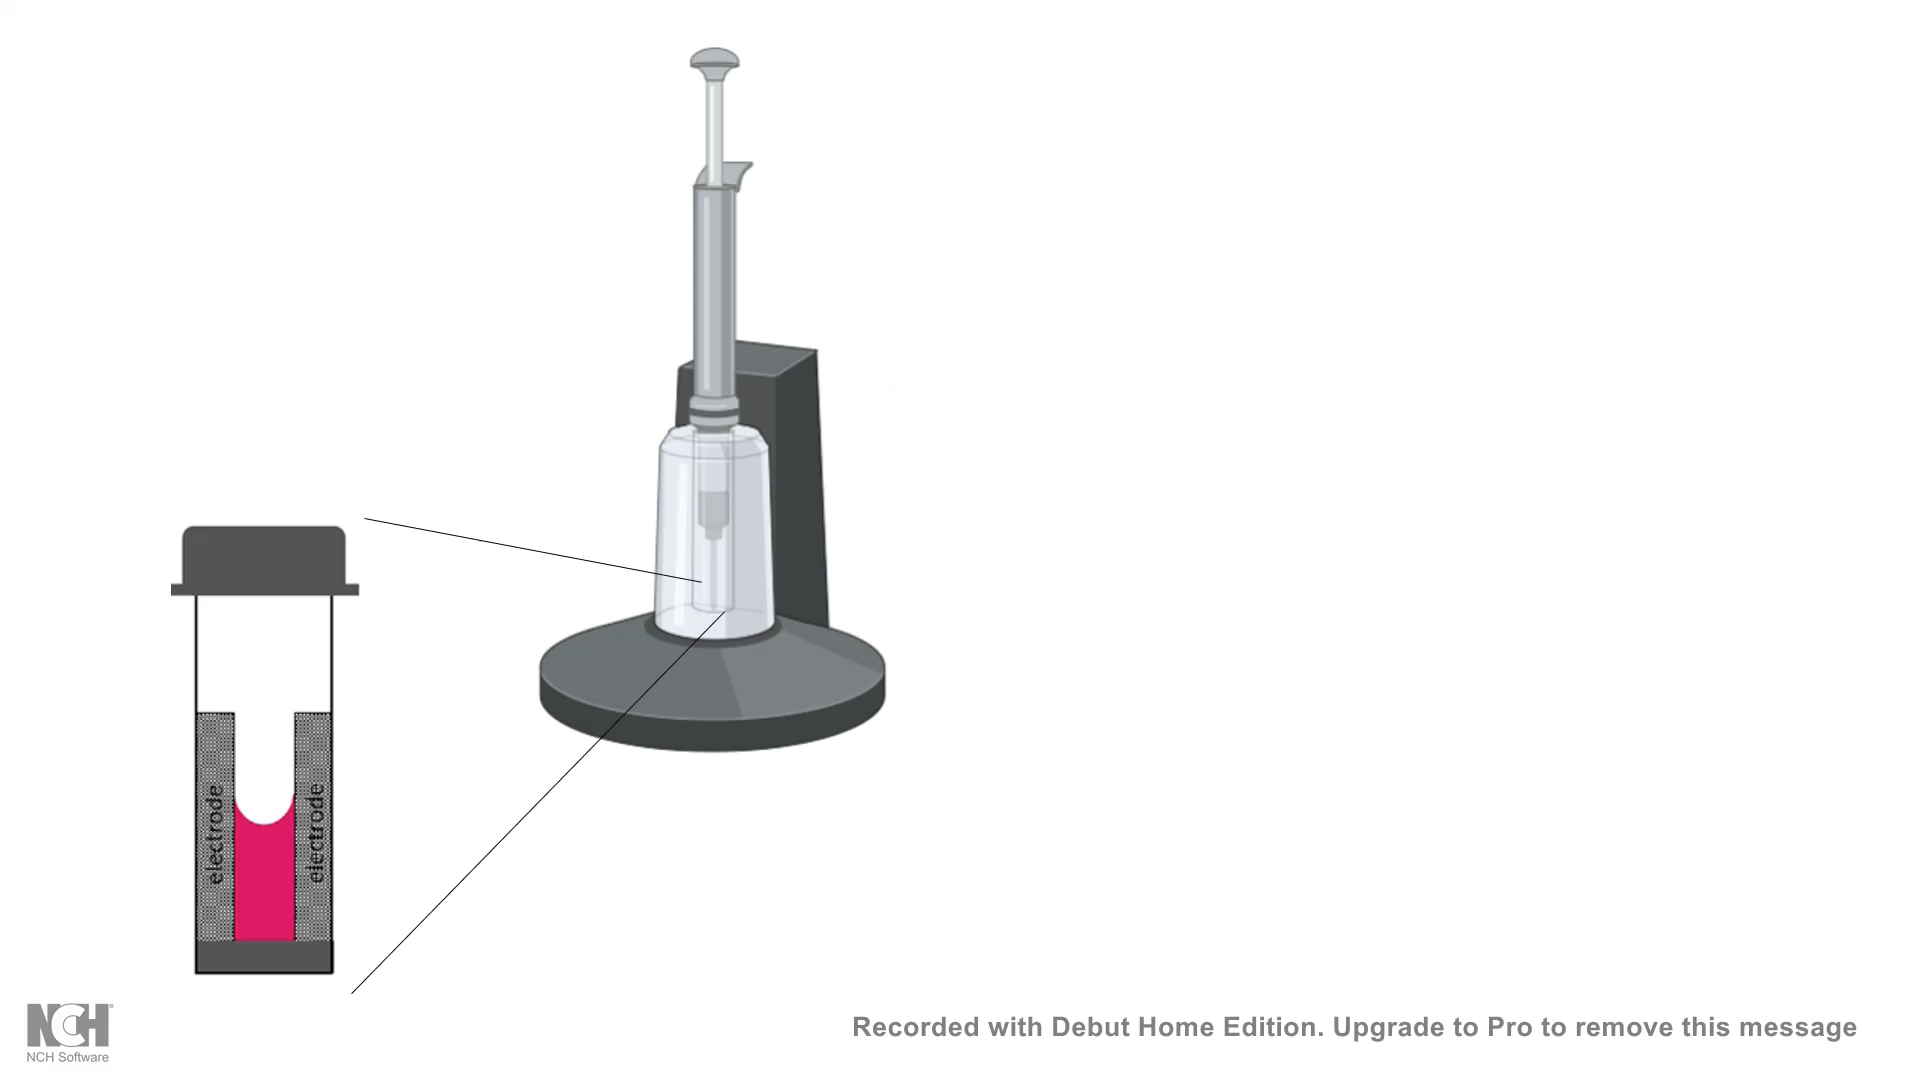 electrode
electrode
NCH
NCH Software
Recorded with Debut Home Edition. Upgrade to Pro to remove this message